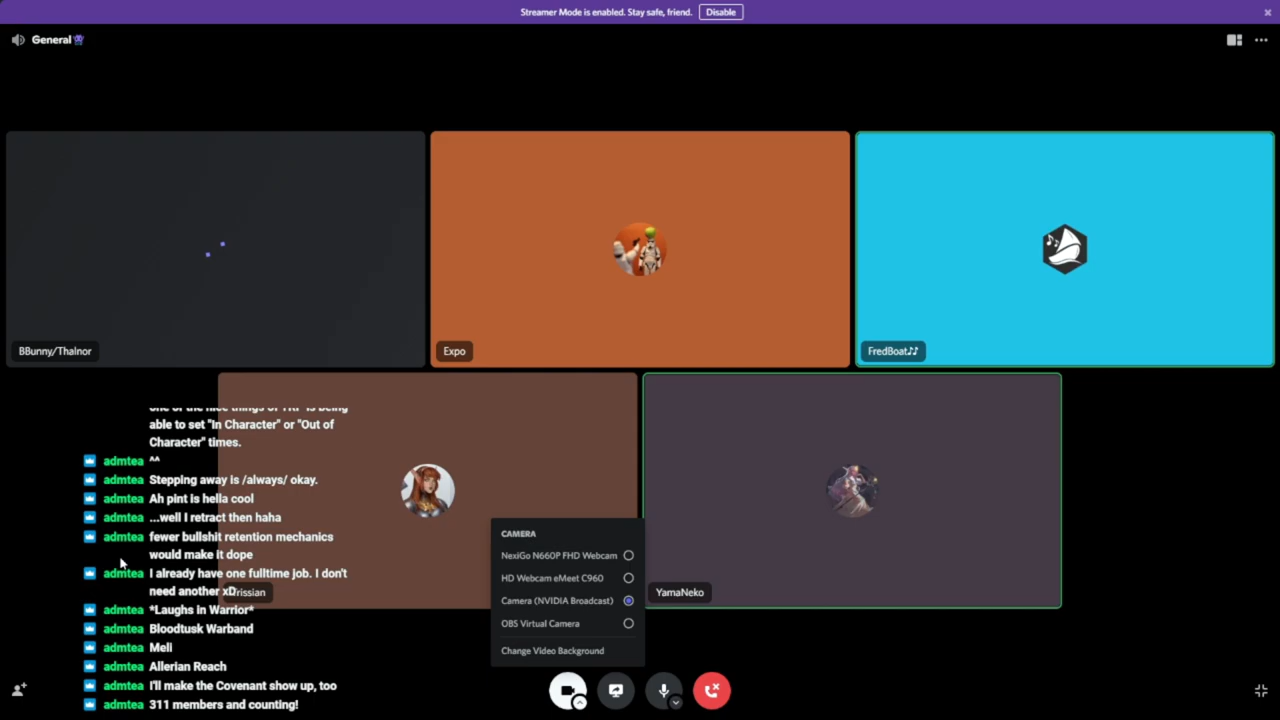 Streamer Mode is enabled. Stay safe, friend. Disable
General
BBunny/Thalnor
Expo
FredBoat♪♪
able to set "In Character" or "Out of
Character" times.
admtea ^^
admtea Stepping away is /always/ okay.
admtea Ah pint is hella cool
admtea ...well I retract then haha
admtea fewer bullshit retention mechanics
would make it dope
admtea I already have one fulltime job. I don't
need another xD
admtea *Laughs in Warrior*
admtea Bloodtusk Warband
admtea Meli
admtea Allerian Reach
admtea I'll make the Covenant show up, too
admtea 311 members and counting!
CAMERA
NexiGo N660P FHD Webcam
HD Webcam eMeet C960
Camera (NVIDIA Broadcast)
OBS Virtual Camera
Change Video Background
YamaNeko